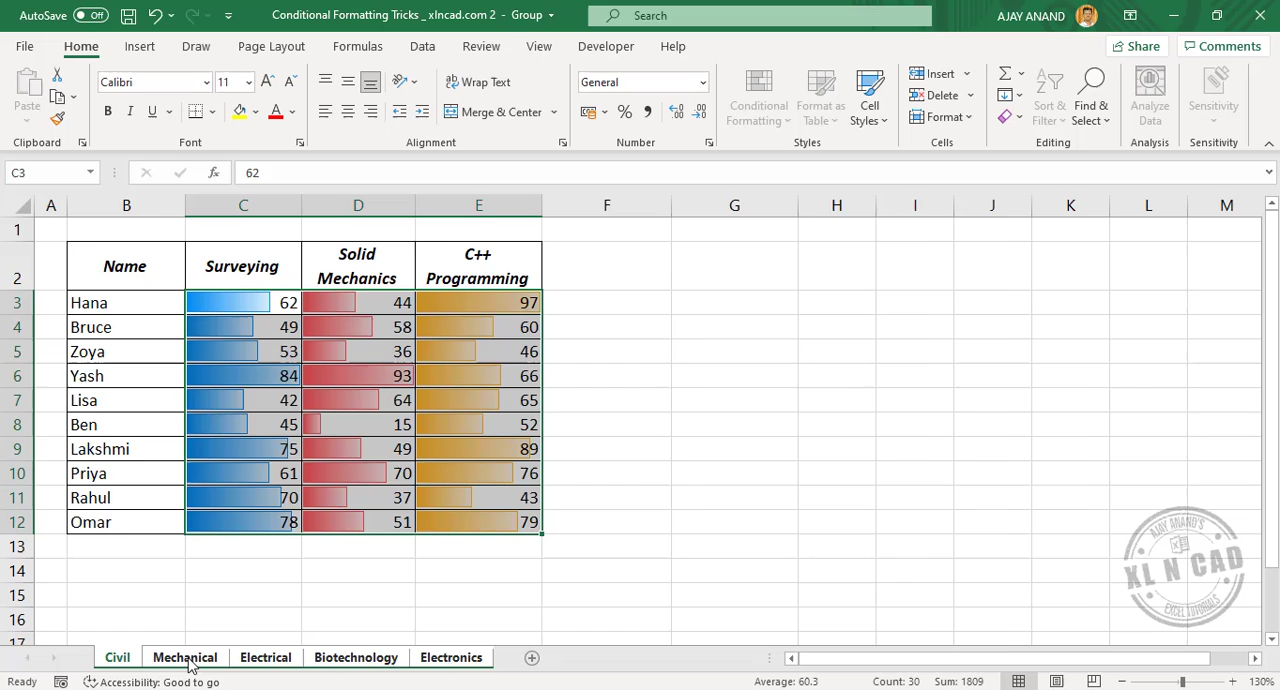 AutoSave Off Conditional Formatting Tricks _ xlncad.com 2 - Group Search AJAY ANAND
File Home Insert Draw Page Layout Formulas Data Review View Developer Help Share Comments
Paste Calibri 11 Wrap Text General Conditional Formatting Format as Table Cell Styles Insert Sort & Filter Find & Select Analyze Data Sensitivity
B I U Merge & Center % Delete
Format
Clipboard Font Alignment Number Styles Cells Editing Analysis Sensitivity
C3 fx 62
A B C D E F G H I J K L M
1
2 Name Surveying Solid Mechanics C++ Programming
3 Hana 62 44 97
4 Bruce 49 58 60
5 Zoya 53 36 46
6 Yash 84 93 66
7 Lisa 42 64 65
8 Ben 45 15 52
9 Lakshmi 75 49 89
10 Priya 61 70 76
11 Rahul 70 37 43
12 Omar 78 51 79
13
14
15
16
17
AJAY ANAND'S
XL N CAD
EXCEL TUTORIALS
Civil Mechanical Electrical Biotechnology Electronics
Ready Accessibility: Good to go Average: 60.3 Count: 30 Sum: 1809 130%